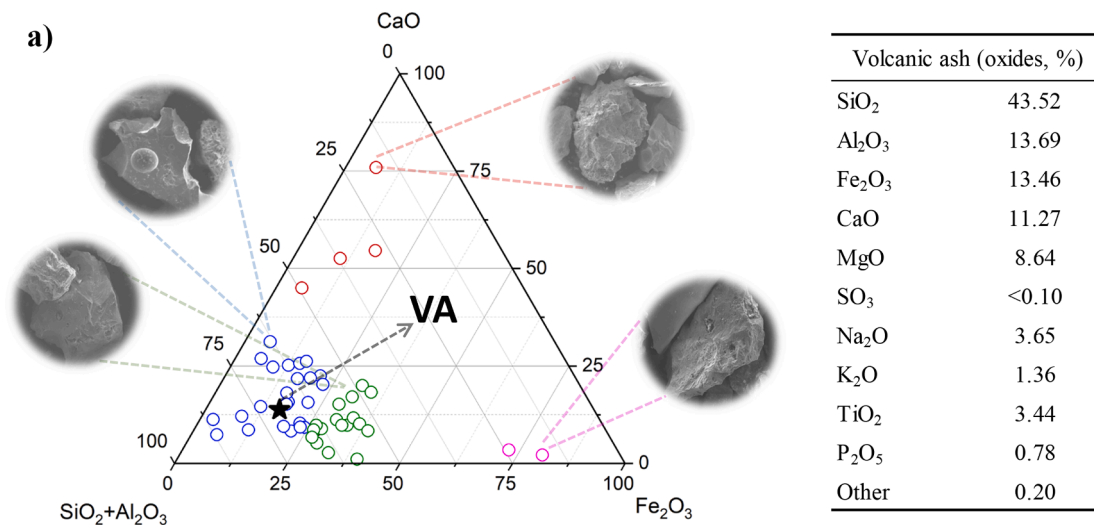 a)
CaO
0
100
25
75
50
50
VA
75
25
100
0
0
25
50
75
100
SiO₂+Al₂O₃
Fe₂O₃
Volcanic ash (oxides, %)
SiO₂ 43.52
Al₂O₃ 13.69
Fe₂O₃ 13.46
CaO 11.27
MgO 8.64
SO₃ <0.10
Na₂O 3.65
K₂O 1.36
TiO₂ 3.44
P₂O₅ 0.78
Other 0.20